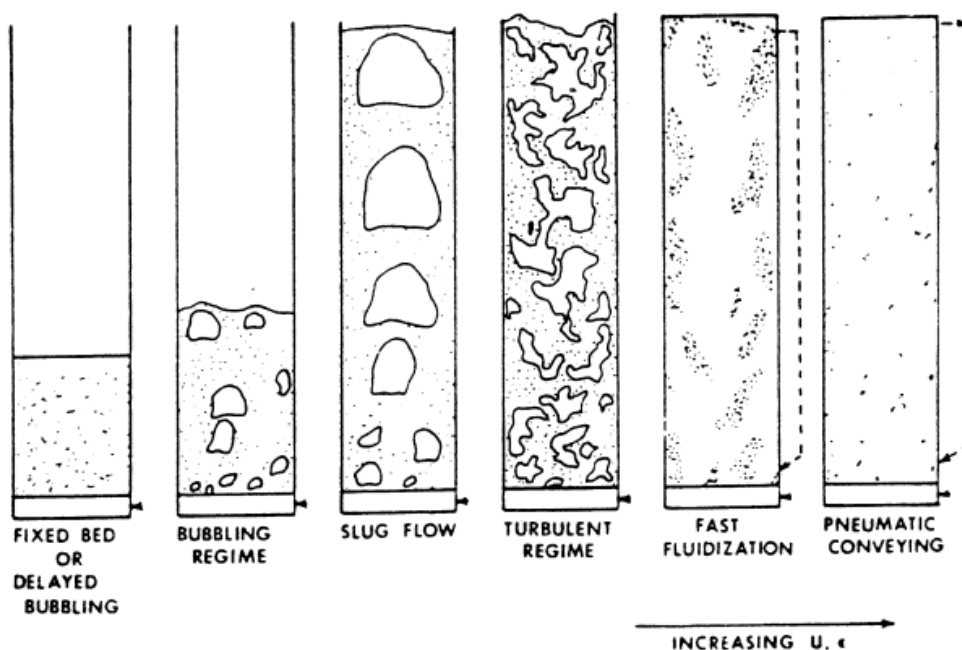 FIXED BED
OR
DELAYED
BUBBLING
BUBBLING
REGIME
SLUG FLOW
TURBULENT
REGIME
FAST
FLUIDIZATION
PNEUMATIC
CONVEYING
INCREASING U, ϵ